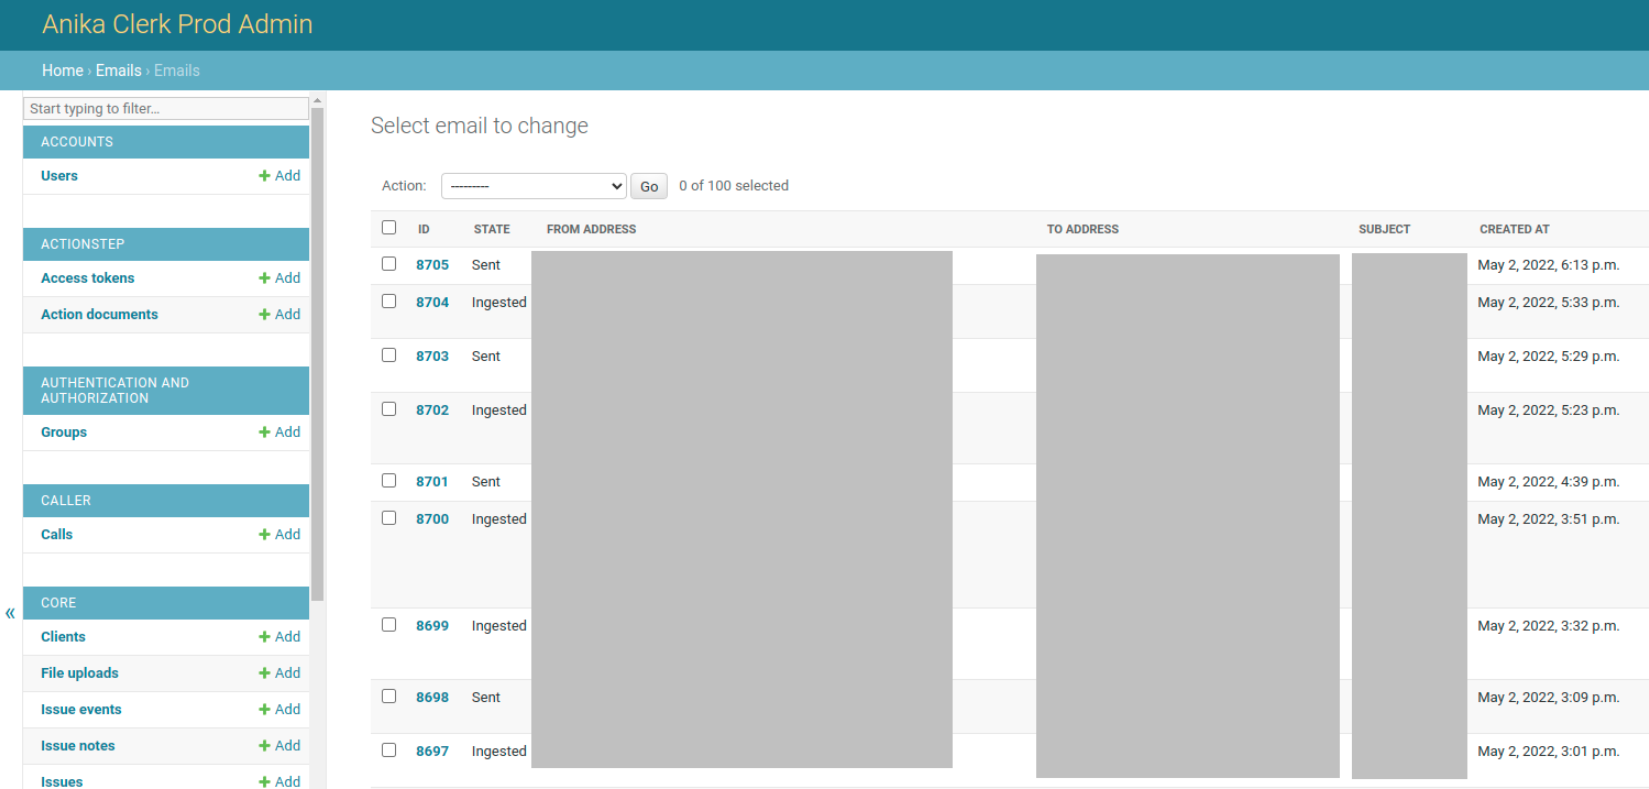 Anika Clerk Prod Admin
Home › Emails › Emails
Start typing to filter...
ACCOUNTS
Users + Add
ACTIONSTEP
Access tokens + Add
Action documents + Add
AUTHENTICATION AND
AUTHORIZATION
Groups + Add
CALLER
Calls + Add
CORE
Clients + Add
File uploads + Add
Issue events + Add
Issue notes + Add
Issues + Add
«
Select email to change
Action: --------- Go 0 of 100 selected
ID STATE FROM ADDRESS TO ADDRESS SUBJECT CREATED AT
8705 Sent May 2, 2022, 6:13 p.m.
8704 Ingested May 2, 2022, 5:33 p.m.
8703 Sent May 2, 2022, 5:29 p.m.
8702 Ingested May 2, 2022, 5:23 p.m.
8701 Sent May 2, 2022, 4:39 p.m.
8700 Ingested May 2, 2022, 3:51 p.m.
8699 Ingested May 2, 2022, 3:32 p.m.
8698 Sent May 2, 2022, 3:09 p.m.
8697 Ingested May 2, 2022, 3:01 p.m.